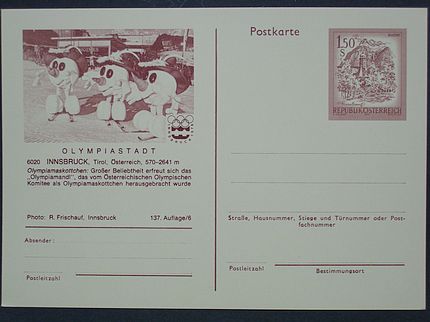 OLYMPIASTADT
6020 INNSBRUCK, Tirol, Österreich, 570–2641 m
Olympiamaskottchen: Großer Beliebtheit erfreut sich das
„Olympiamandl", das vom Österreichischen Olympischen
Komitee als Olympiamaskottchen herausgebracht wurde
Photo: R. Frischauf, Innsbruck 137. Auflage/6
Absender:
Postleitzahl
Postkarte
1.50
S
REPUBLIK ÖSTERREICH
Straße, Hausnummer, Stiege und Türnummer oder Post-
fachnummer
Postleitzahl Bestimmungsort